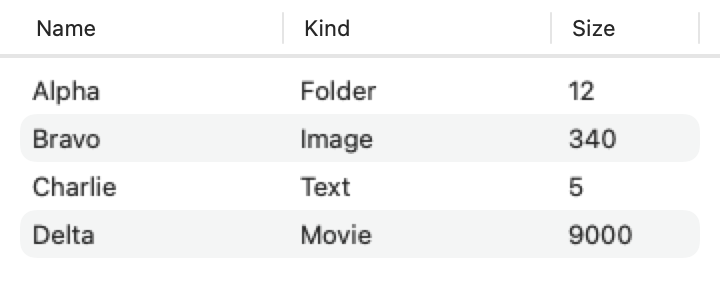 Name Kind Size
Alpha Folder 12
Bravo Image 340
Charlie Text 5
Delta Movie 9000